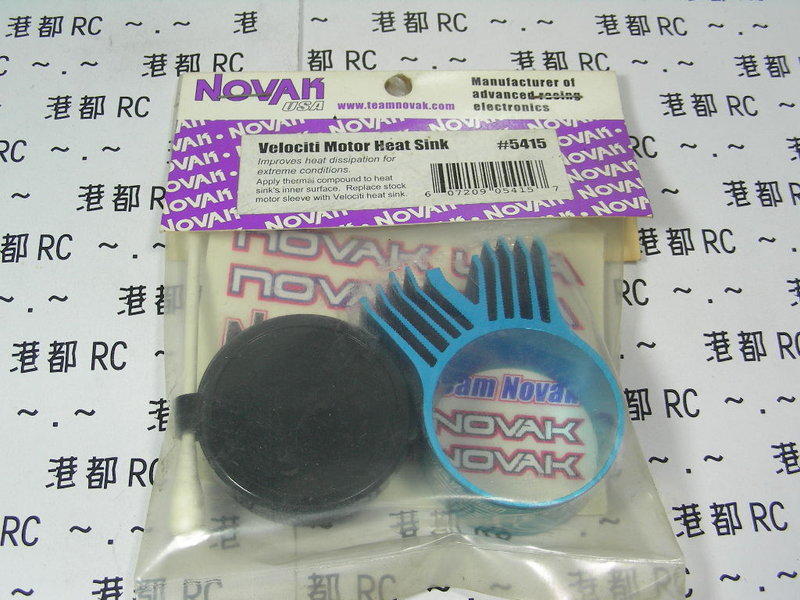 港都 RC ~ . ~ 港都 RC ~ . ~ 港都 RC ~ . ~
NOVAK
USA
www.teamnovak.com
Manufacturer of
advanced racing
electronics
Velociti Motor Heat Sink #5415
Improves heat dissipation for
extreme conditions.
Apply thermal compound to heat
sink's inner surface. Replace stock
motor sleeve with Velociti heat sink.
6 07209 05415 7
NOVAK USA
NOVAK
Team Novak
NOVAK
NOVAK
港都 RC ~ . ~
港都 RC ~ . ~
港都 RC ~ . ~